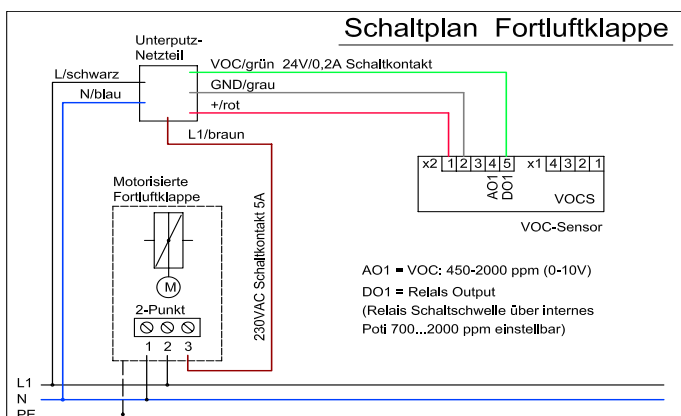 Schaltplan Fortluftklappe
Unterputz-
Netzteil
L/schwarz
N/blau
VOC/grün 24V/0,2A Schaltkontakt
GND/grau
+/rot
L1/braun
x2 1 2 3 4 5 x1 4 3 2 1
AO1
DO1
VOCS
VOC-Sensor
Motorisierte
Fortluftklappe
M
2-Punkt
1 2 3
230VAC Schaltkontakt 5A
AO1 = VOC: 450-2000 ppm (0-10V)
DO1 = Relals Output
(Relais Schaltschwelle über internes
Poti 700...2000 ppm einstellbar)
L1
N
PE